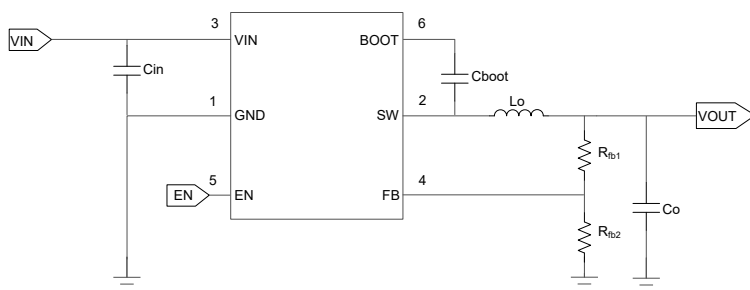 3
6
VIN
VIN
BOOT
Cin
Cboot
1
2
Lo
GND
SW
VOUT
Rfb1
5
4
EN
EN
FB
Rfb2
Co